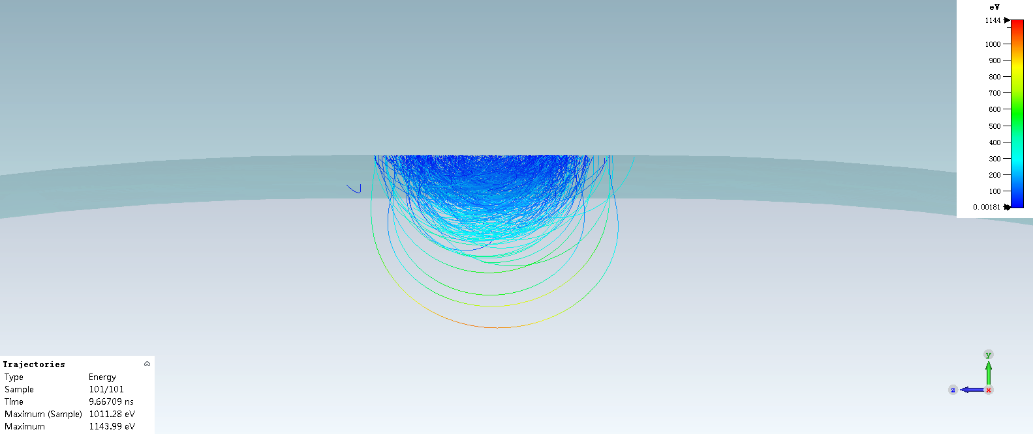 eV
1144
1000
900
800
700
600
500
400
300
200
100
0.00181
Trajectories
Type Energy
Sample 101/101
Time 9.66709 ns
Maximum (Sample) 1011.28 eV
Maximum 1143.99 eV
y
z
x